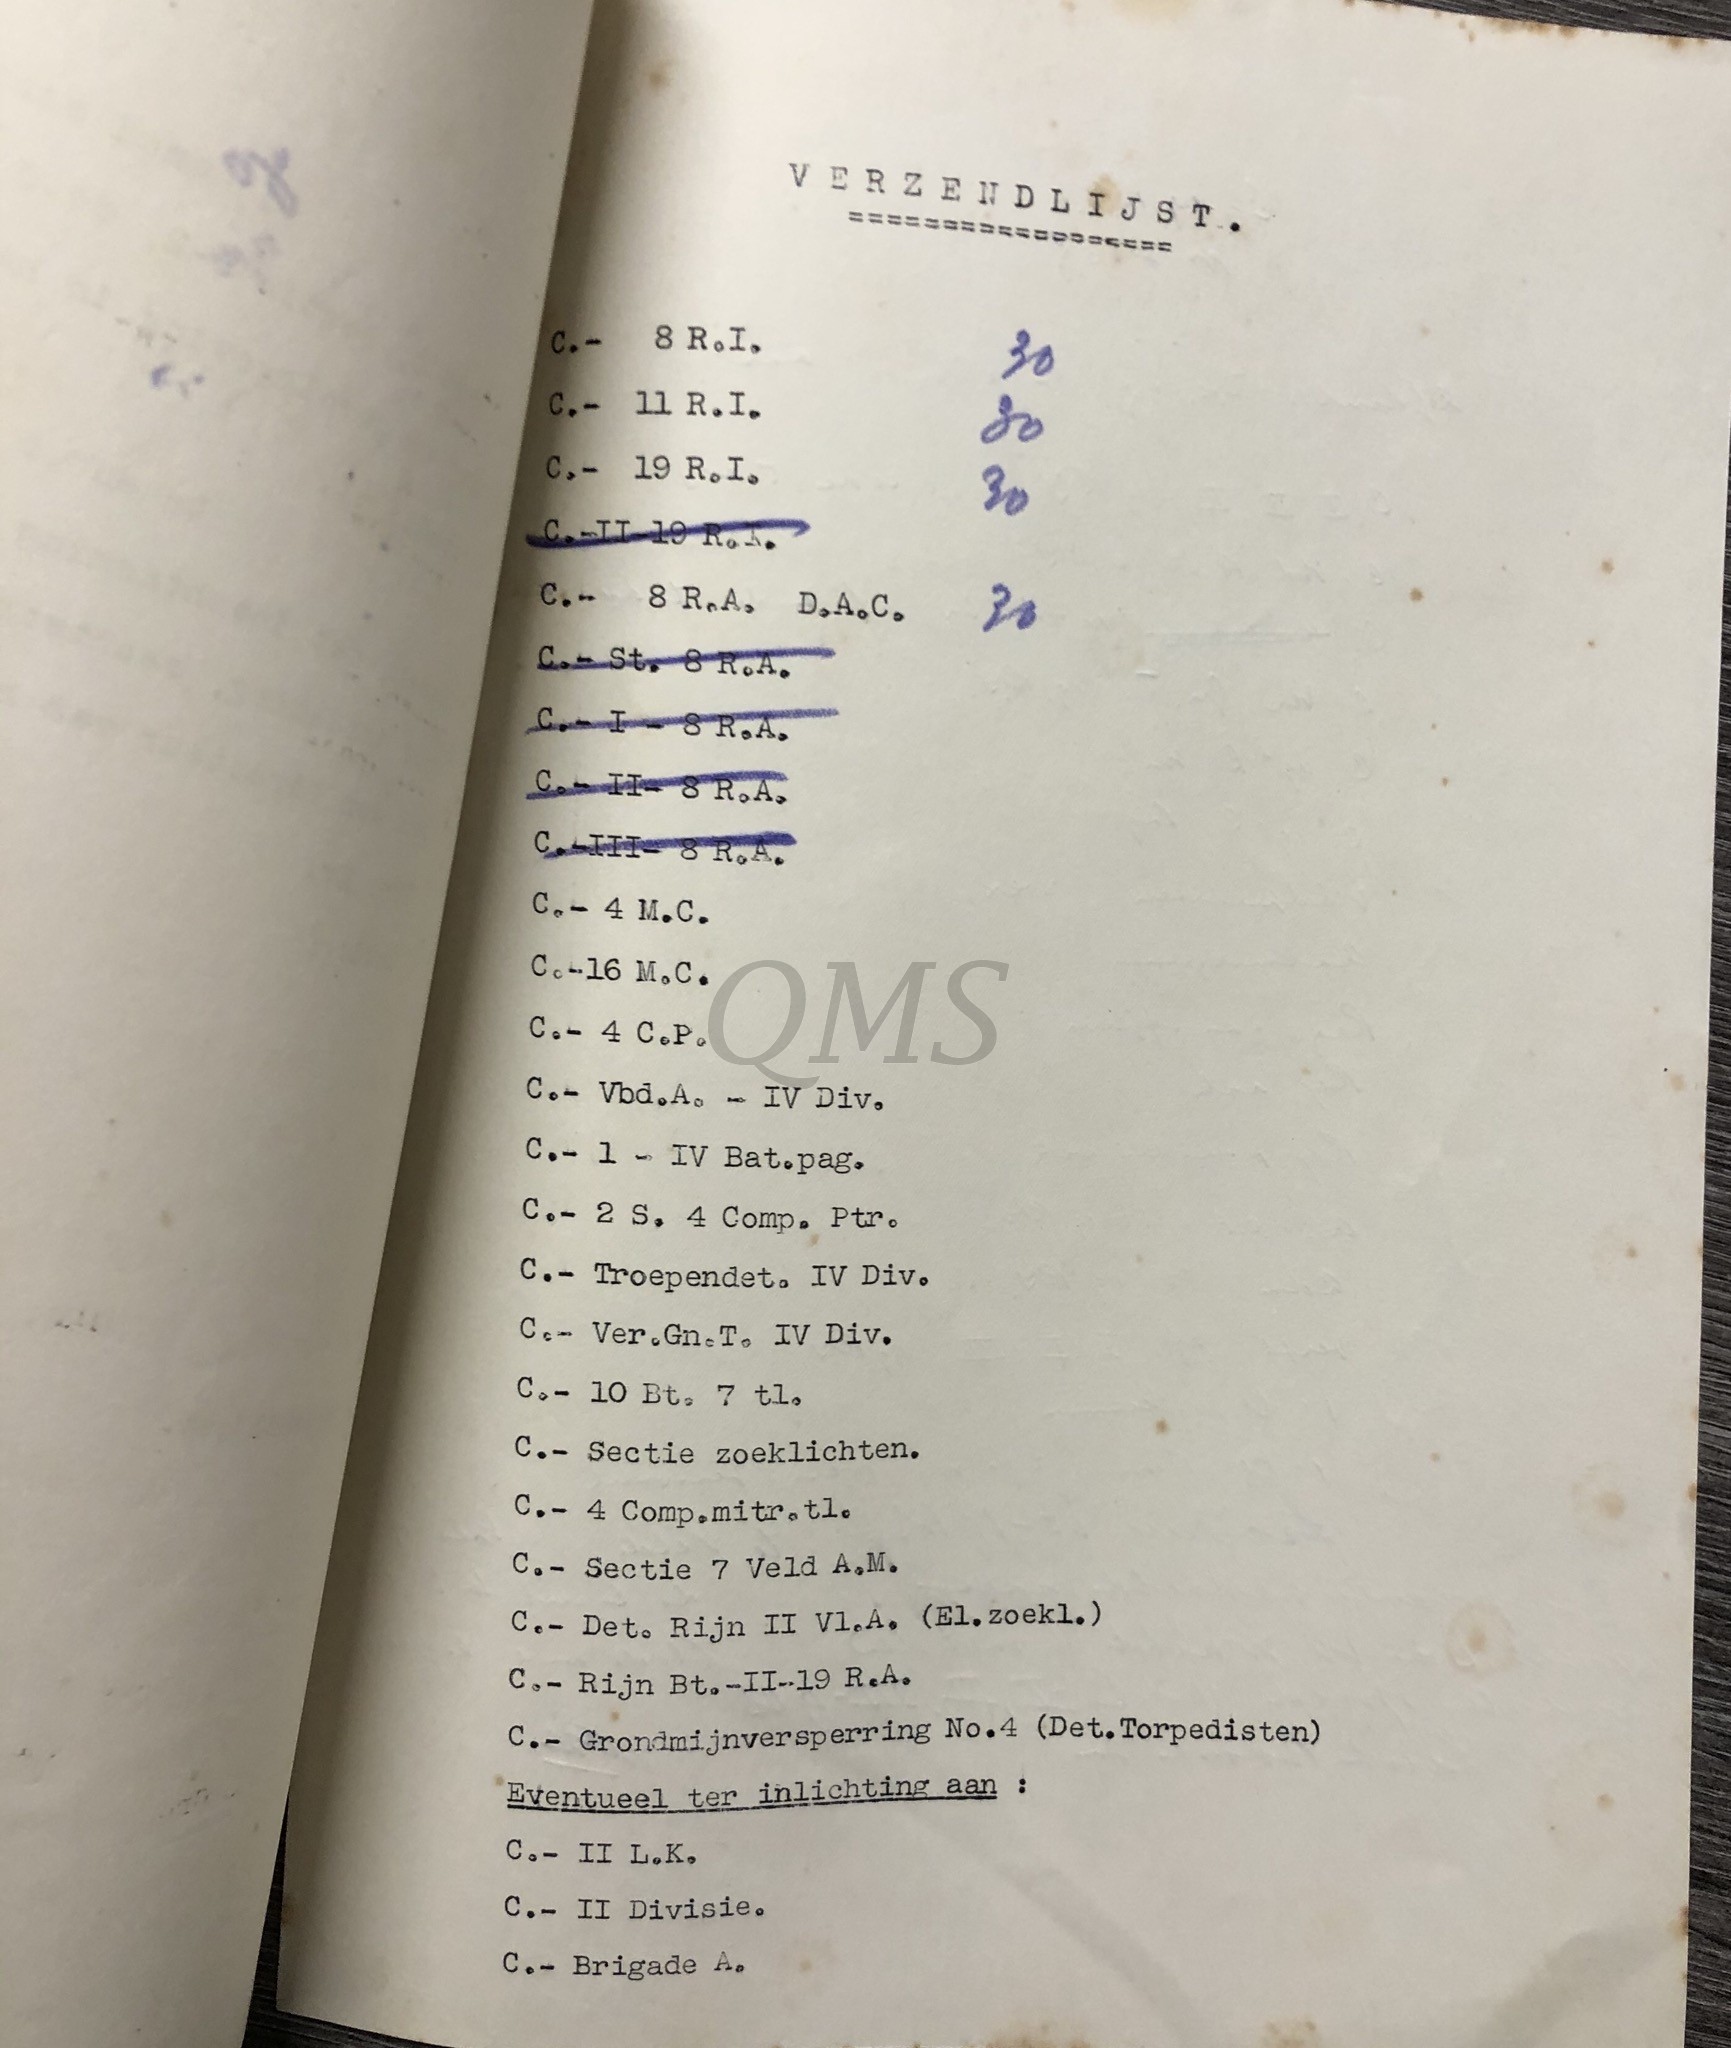 VERZENDLIJST.
==================
C.- 8 R.I. 30
C.- 11 R.I. 30
C.- 19 R.I. 30
C.-II-19 R.I.
C.- 8 R.A. D.A.C. 30
C.- St. 8 R.A.
C.- I - 8 R.A.
C.- II- 8 R.A.
C.-III- 8 R.A.
C.- 4 M.C.
C.-16 M.C.
C.- 4 C.P.
QMS
C.- Vbd.A. - IV Div.
C.- 1 - IV Bat.pag.
C.- 2 S. 4 Comp. Ptr.
C.- Troependet. IV Div.
C.- Ver.Gn.T. IV Div.
C.- 10 Bt. 7 tl.
C.- Sectie zoeklichten.
C.- 4 Comp.mitr.tl.
C.- Sectie 7 Veld A.M.
C.- Det. Rijn II Vl.A. (El.zoekl.)
C.- Rijn Bt.-II-19 R.A.
C.- Grondmijnversperring No.4 (Det.Torpedisten)
Eventueel ter inlichting aan :
C.- II L.K.
C.- II Divisie.
C.- Brigade A.